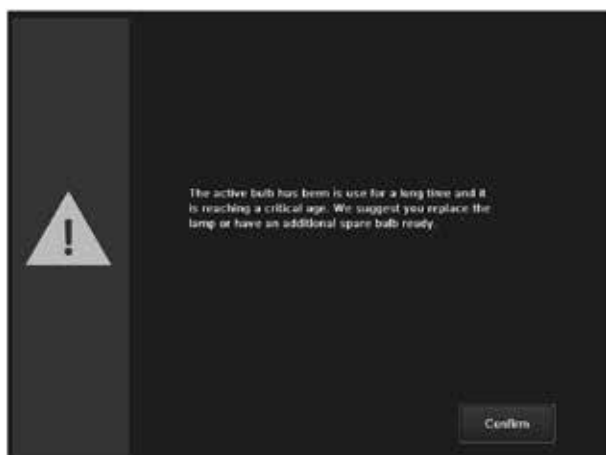 The active bulb has been is use for a long time and it
is reaching a critical age. We suggest you replace the
lamp or have an additional spare bulb ready.
Confirm